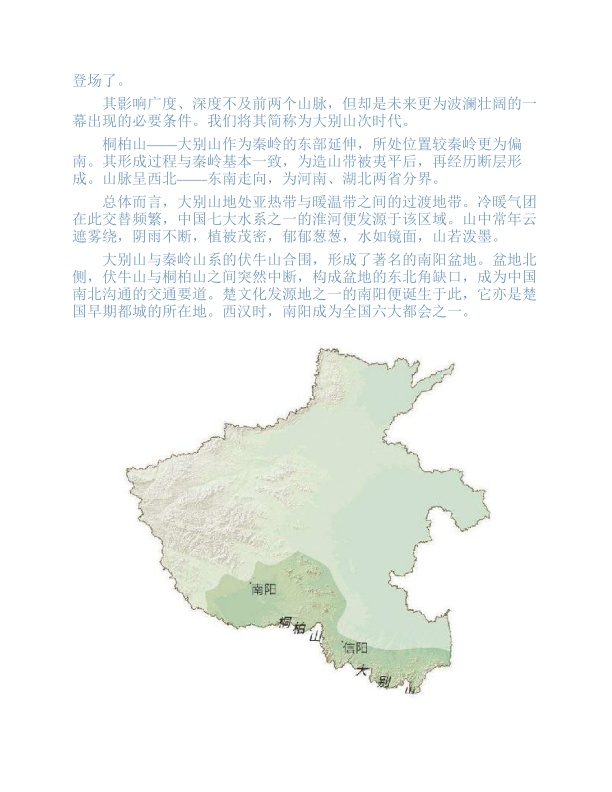 登场了。
其影响广度、深度不及前两个山脉，但却是未来更为波澜壮阔的一
幕出现的必要条件。我们将其简称为大别山次时代。
桐柏山——大别山作为秦岭的东部延伸，所处位置较秦岭更为偏
南。其形成过程与秦岭基本一致，为造山带被夷平后，再经历断层形
成。山脉呈西北——东南走向，为河南、湖北两省分界。
总体而言，大别山地处亚热带与暖温带之间的过渡地带。冷暖气团
在此交替频繁，中国七大水系之一的淮河便发源于该区域。山中常年云
遮雾绕，阴雨不断，植被茂密，郁郁葱葱，水如镜面，山若泼墨。
大别山与秦岭山系的伏牛山合围，形成了著名的南阳盆地。盆地北
侧，伏牛山与桐柏山之间突然中断，构成盆地的东北角缺口，成为中国
南北沟通的交通要道。楚文化发源地之一的南阳便诞生于此，它亦是楚
国早期都城的所在地。西汉时，南阳成为全国六大都会之一。
南阳
桐柏山
信阳
大别山